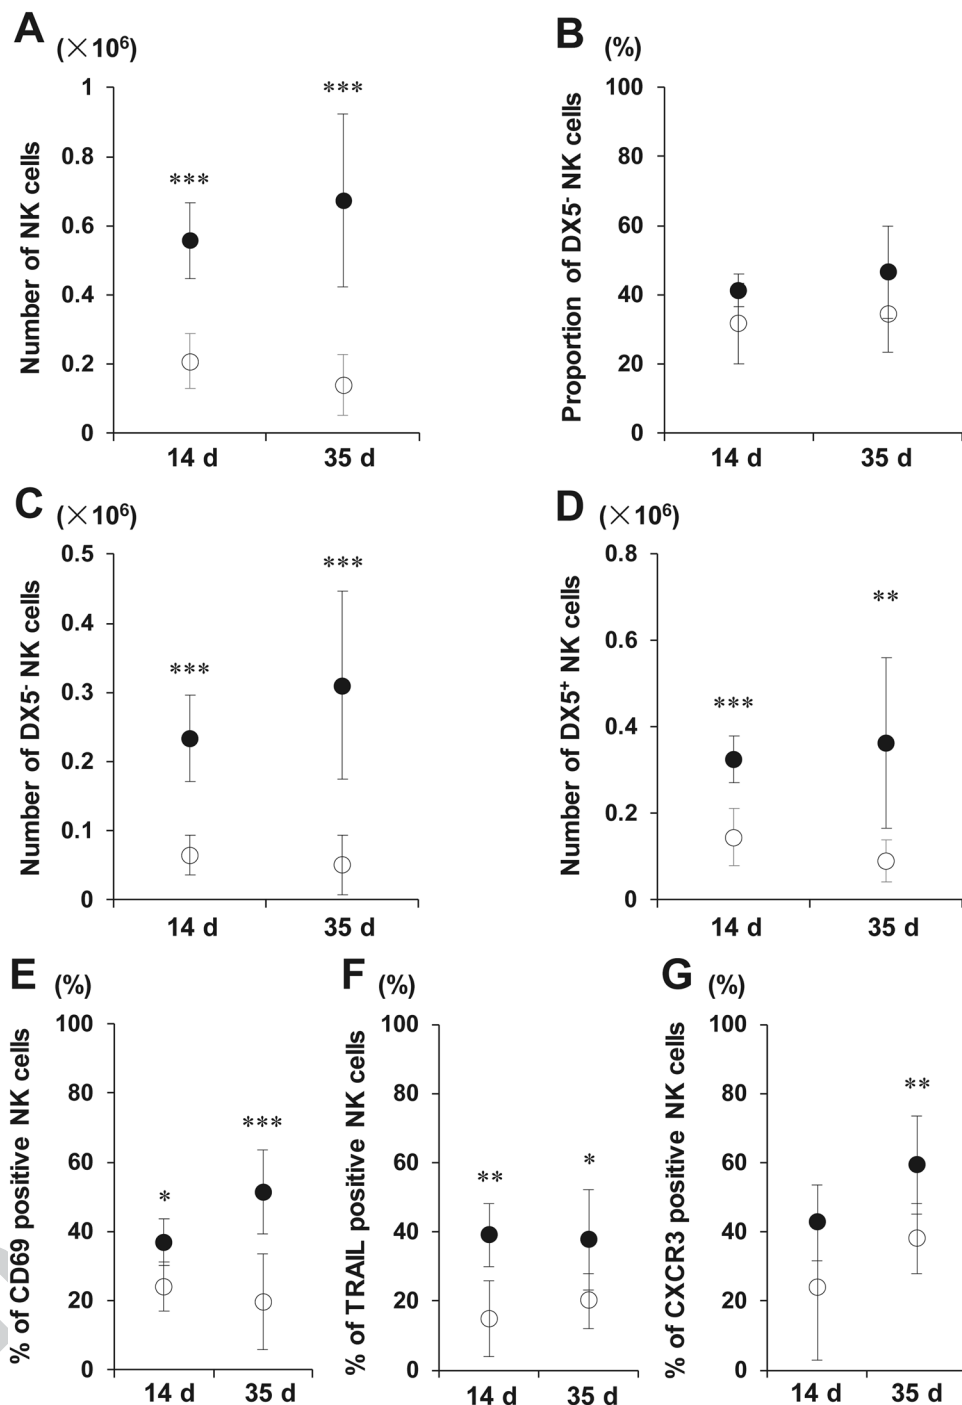 A (×10⁶)
Number of NK cells
1
0.8
0.6
0.4
0.2
0
***
***
14 d 35 d
B (%)
Proportion of DX5⁻ NK cells
100
80
60
40
20
0
14 d 35 d
C (×10⁶)
Number of DX5⁻ NK cells
0.5
0.4
0.3
0.2
0.1
0
***
***
14 d 35 d
D (×10⁶)
Number of DX5⁺ NK cells
0.8
0.6
0.4
0.2
0
***
**
14 d 35 d
E (%)
% of CD69 positive NK cells
100
80
60
40
20
0
*
***
14 d 35 d
F (%)
% of TRAIL positive NK cells
100
80
60
40
20
0
**
*
14 d 35 d
G (%)
% of CXCR3 positive NK cells
100
80
60
40
20
0
**
14 d 35 d